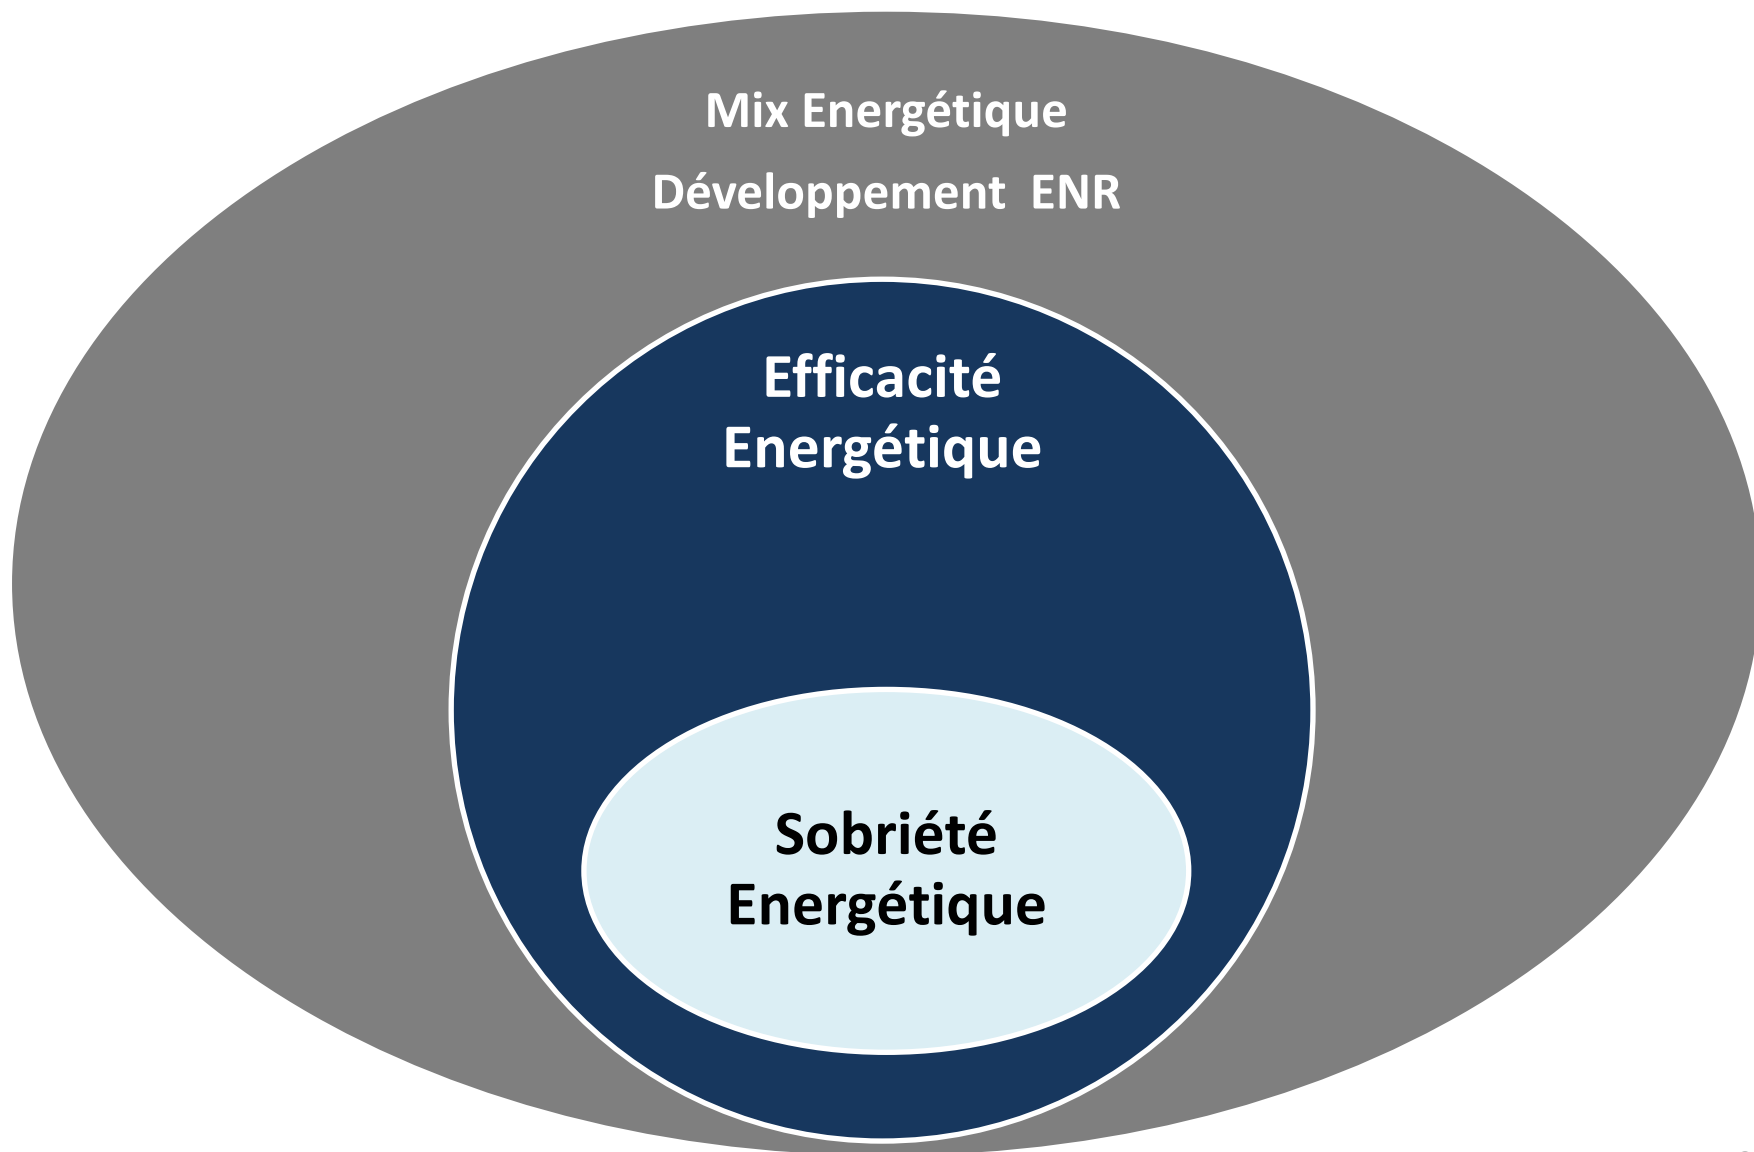 Mix Energétique
Développement ENR
Efficacité
Energétique
Sobriété
Energétique